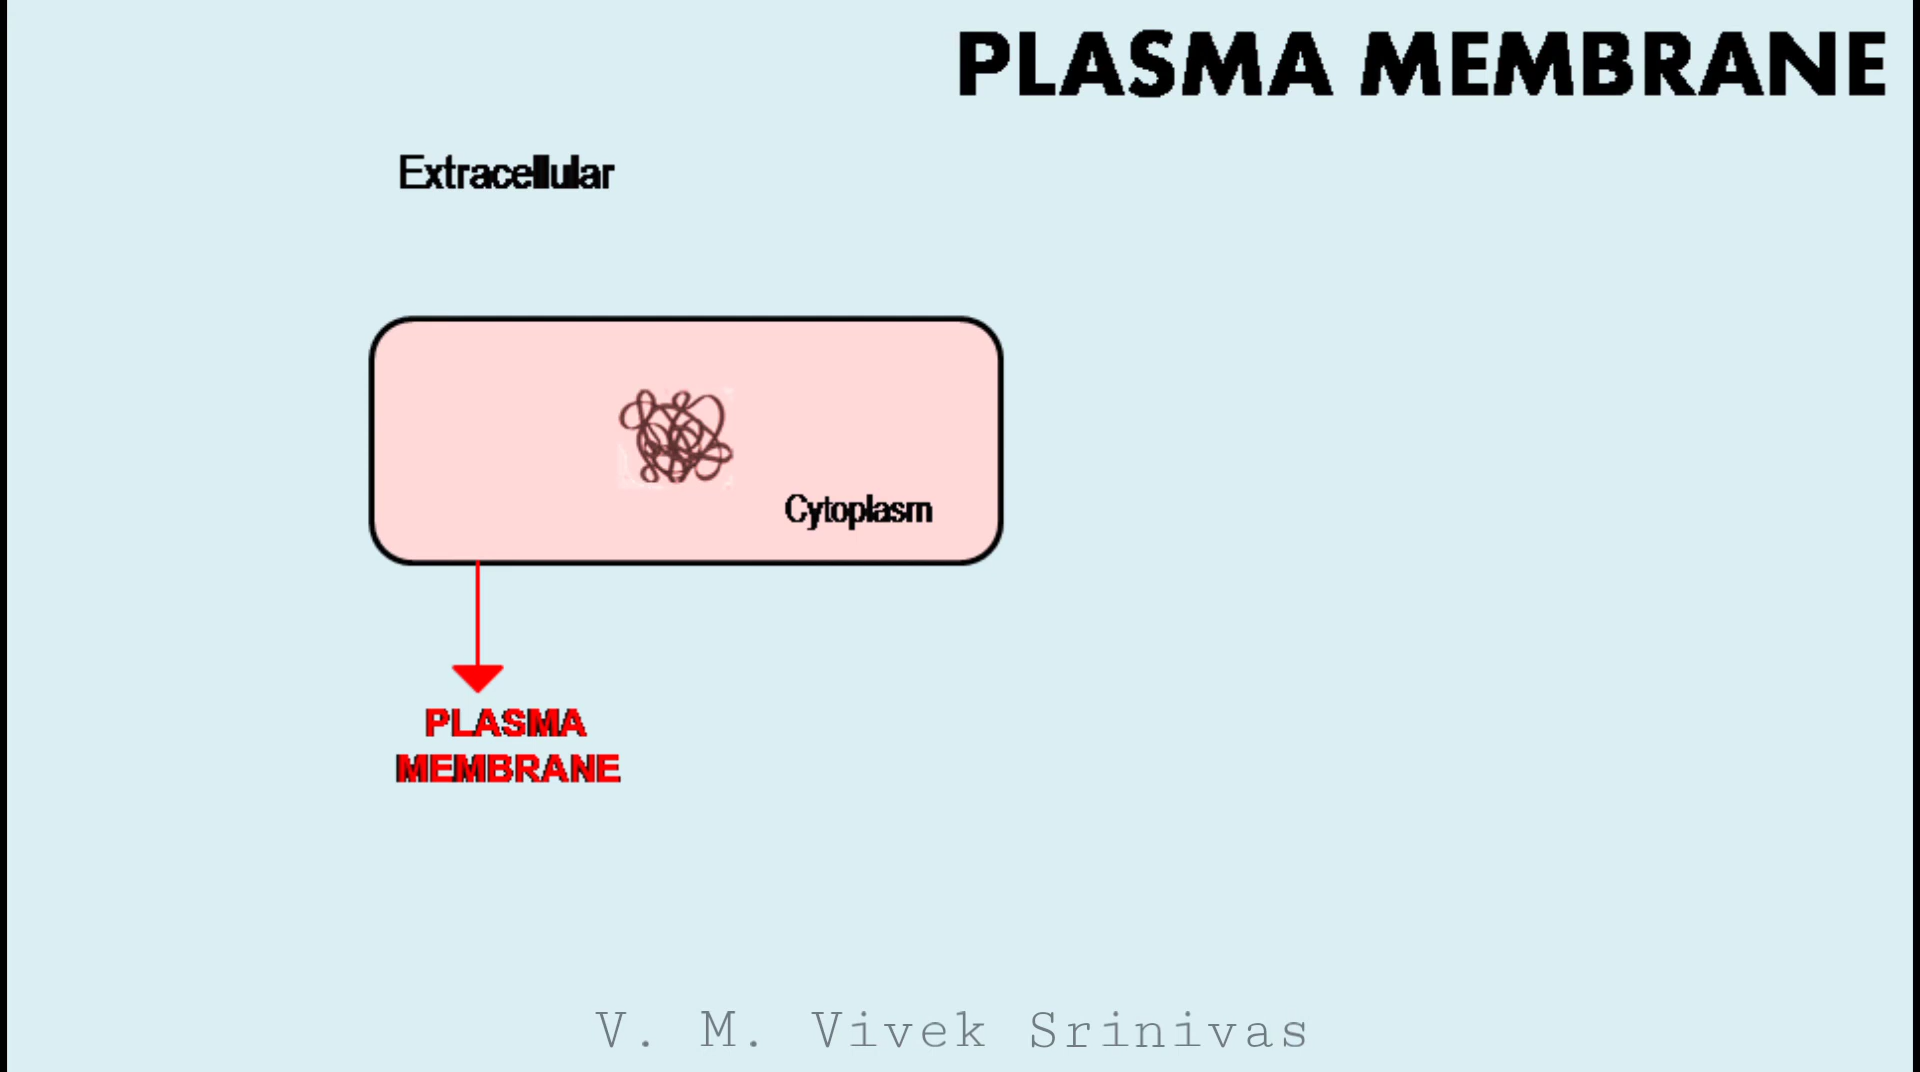 PLASMA MEMBRANE
Extracellular
Cytoplasm
PLASMA
MEMBRANE
V. M. Vivek Srinivas